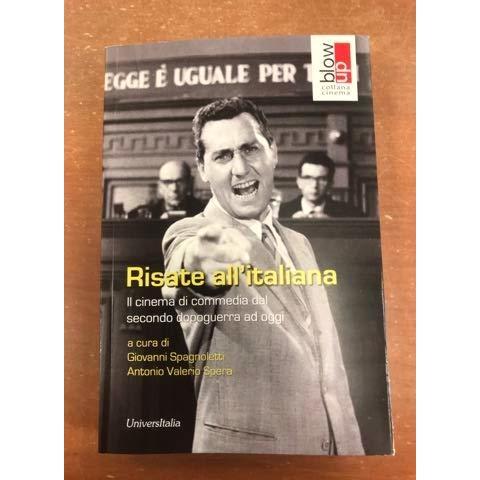 EGGE È UGUALE PER T
blow
up
collana
cinema
Risate all'italiana
Il cinema di commedia dal
secondo dopoguerra ad oggi
a cura di
Giovanni Spagnoletti
Antonio Valerio Spera
UniversItalia